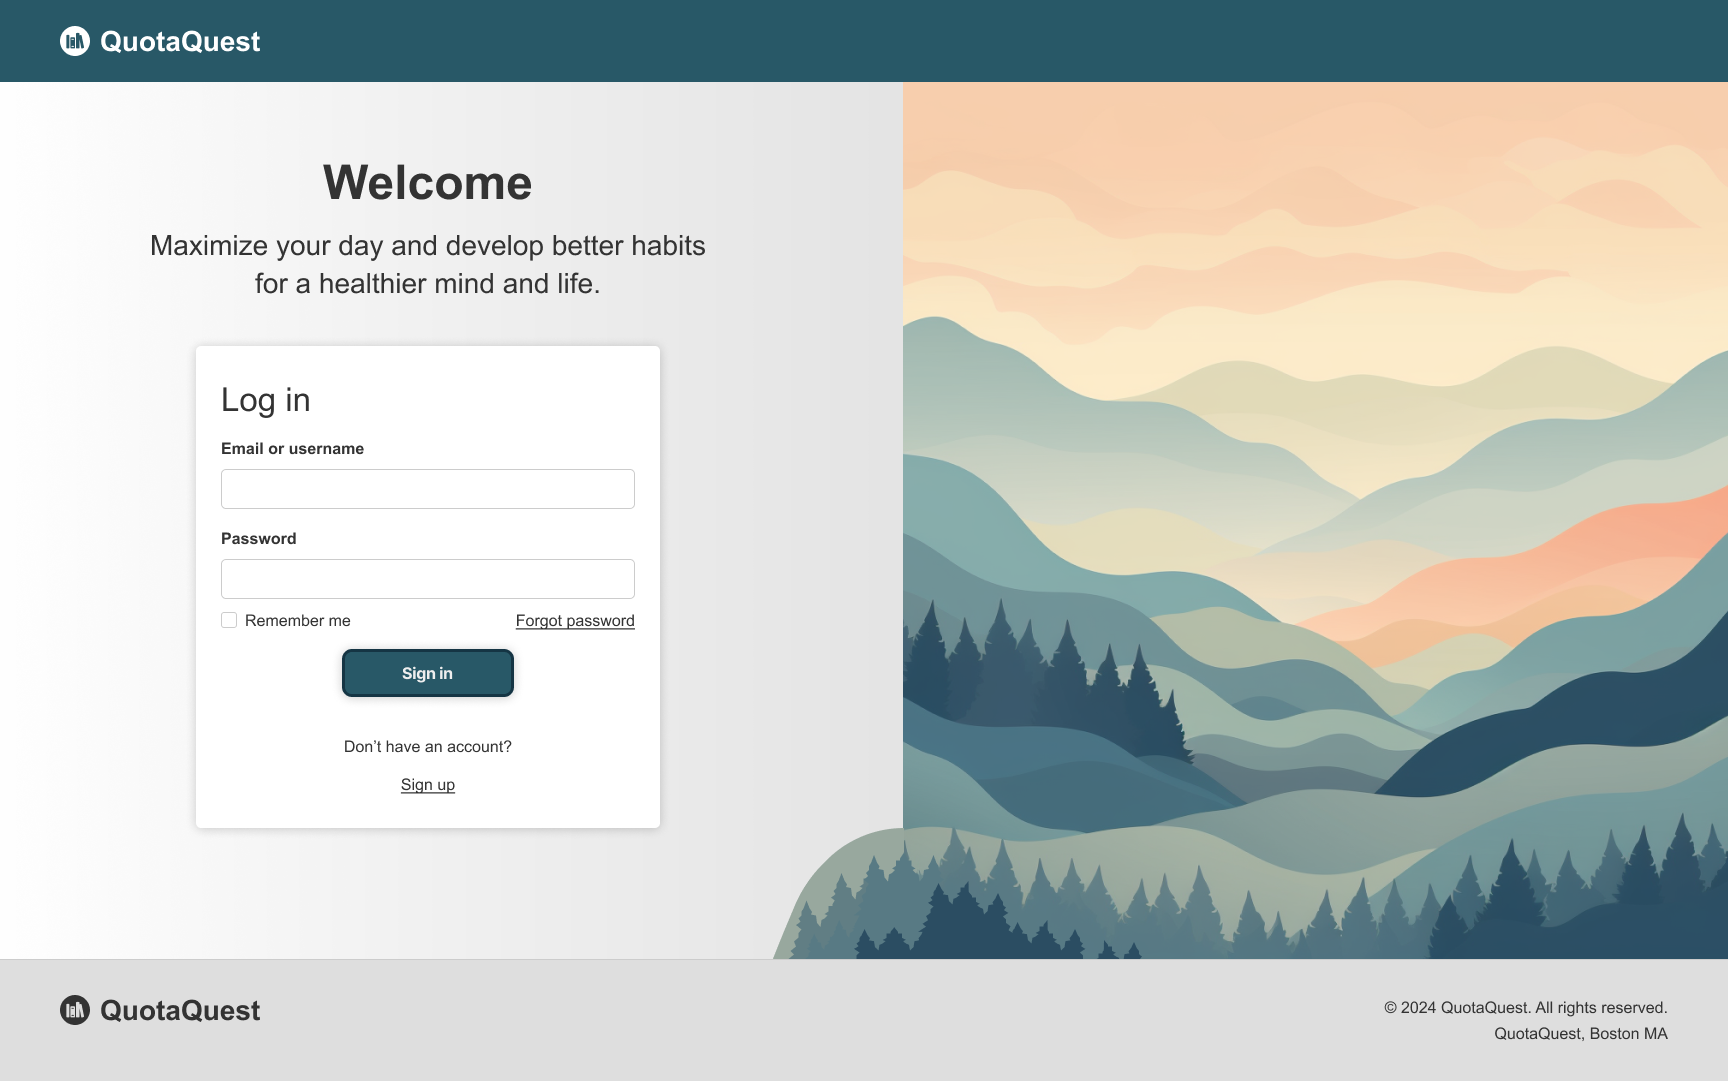 QuotaQuest
Welcome
Maximize your day and develop better habits
for a healthier mind and life.
Log in
Email or username
Password
Remember me
Forgot password
Sign in
Don’t have an account?
Sign up
QuotaQuest
© 2024 QuotaQuest. All rights reserved.
QuotaQuest, Boston MA